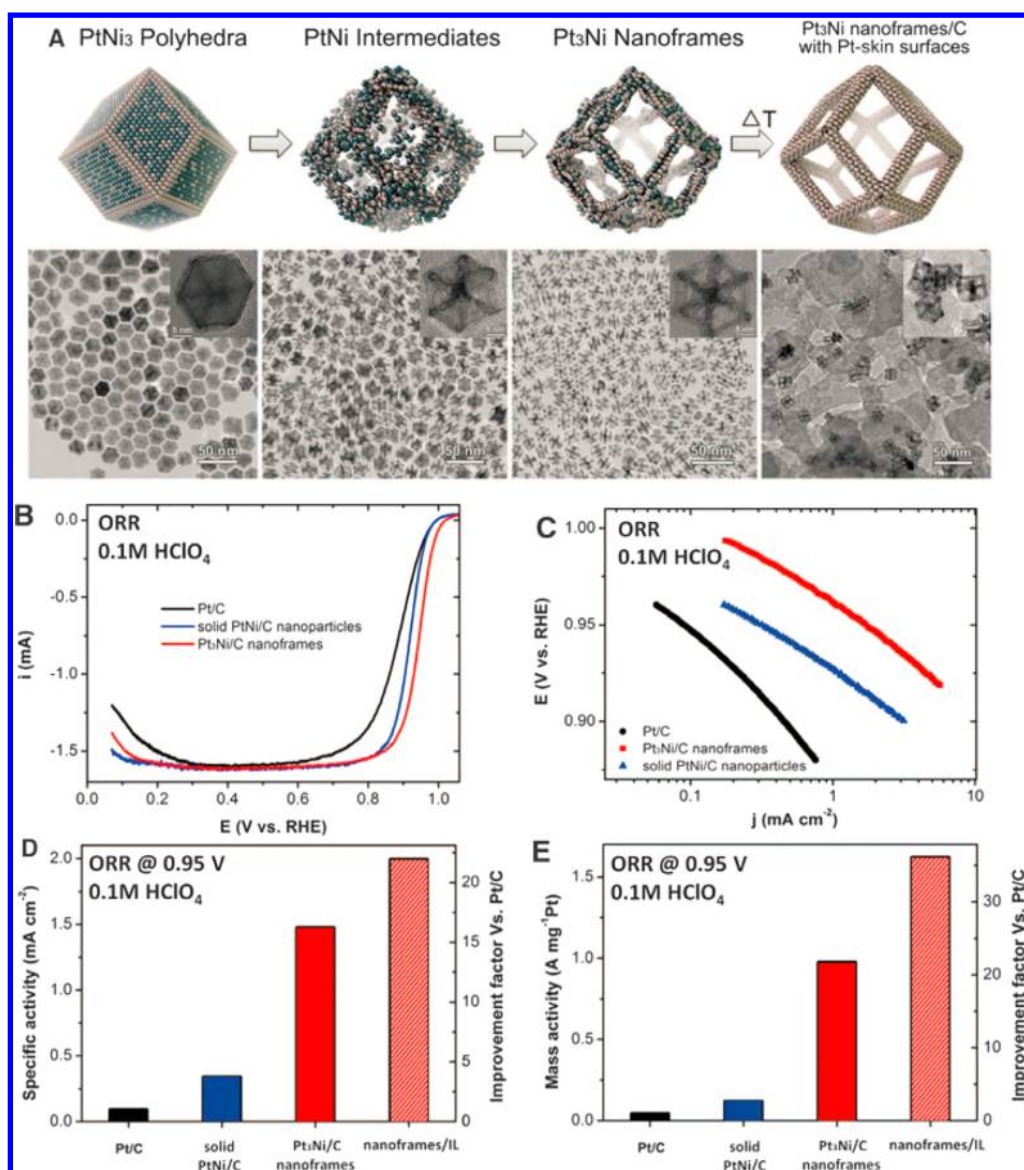 A
PtNi₃ Polyhedra
PtNi Intermediates
Pt₃Ni Nanoframes
Pt₃Ni nanoframes/C
with Pt-skin surfaces
△T
5 nm
50 nm
50 nm
50 nm
50 nm
B
ORR
0.1M HClO₄
Pt/C
solid PtNi/C nanoparticles
Pt₃Ni/C nanoframes
i (mA)
0.0
-0.5
-1.0
-1.5
0.0
0.2
0.4
0.6
0.8
1.0
E (V vs. RHE)
C
ORR
0.1M HClO₄
Pt/C
Pt₃Ni/C nanoframes
solid PtNi/C nanoparticles
E (V vs. RHE)
1.00
0.95
0.90
0.1
1
10
j (mA cm⁻²)
D
ORR @ 0.95 V
0.1M HClO₄
Specific activity (mA cm⁻²)
2.0
1.5
1.0
0.5
0.0
Improvement factor Vs. Pt/C
20
15
10
5
0
Pt/C
solid
PtNi/C
Pt₃Ni/C
nanoframes
nanoframes/IL
E
ORR @ 0.95 V
0.1M HClO₄
Mass activity (A mg⁻¹Pt)
1.5
1.0
0.5
0.0
Improvement factor Vs. Pt/C
30
20
10
0
Pt/C
solid
PtNi/C
Pt₃Ni/C
nanoframes
nanoframes/IL